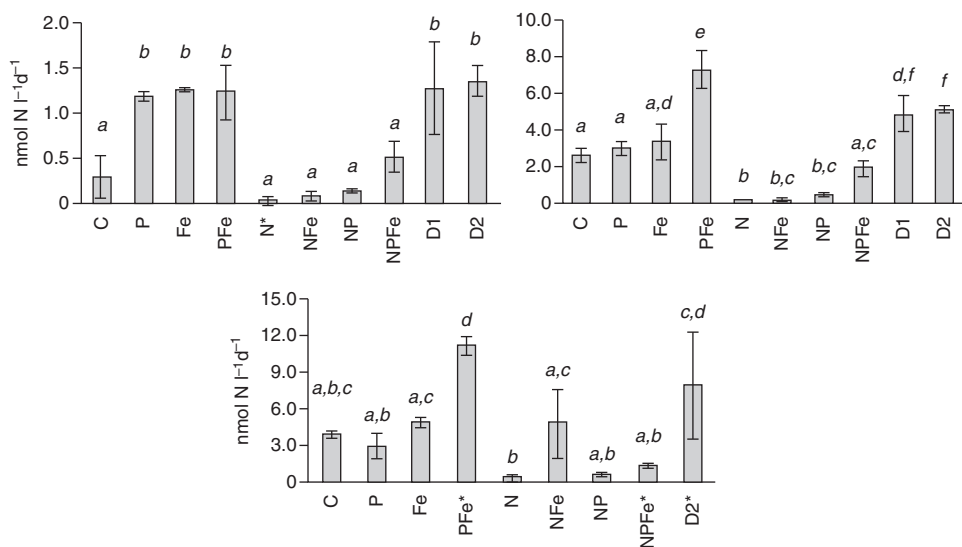 nmol N l⁻¹d⁻¹
2.0
1.5
1.0
0.5
0
a
b
b
b
a
a
a
a
b
b
C
P
Fe
PFe
N*
NFe
NP
NPFe
D1
D2
10.0
8.0
6.0
4.0
2.0
0
a
a
a,d
e
b
b,c
b,c
a,c
d,f
f
C
P
Fe
PFe
N
NFe
NP
NPFe
D1
D2
nmol N l⁻¹d⁻¹
15.0
12.0
9.0
6.0
3.0
0
a,b,c
a,b
a,c
d
b
a,c
a,b
a,b
c,d
C
P
Fe
PFe*
N
NFe
NP
NPFe*
D2*